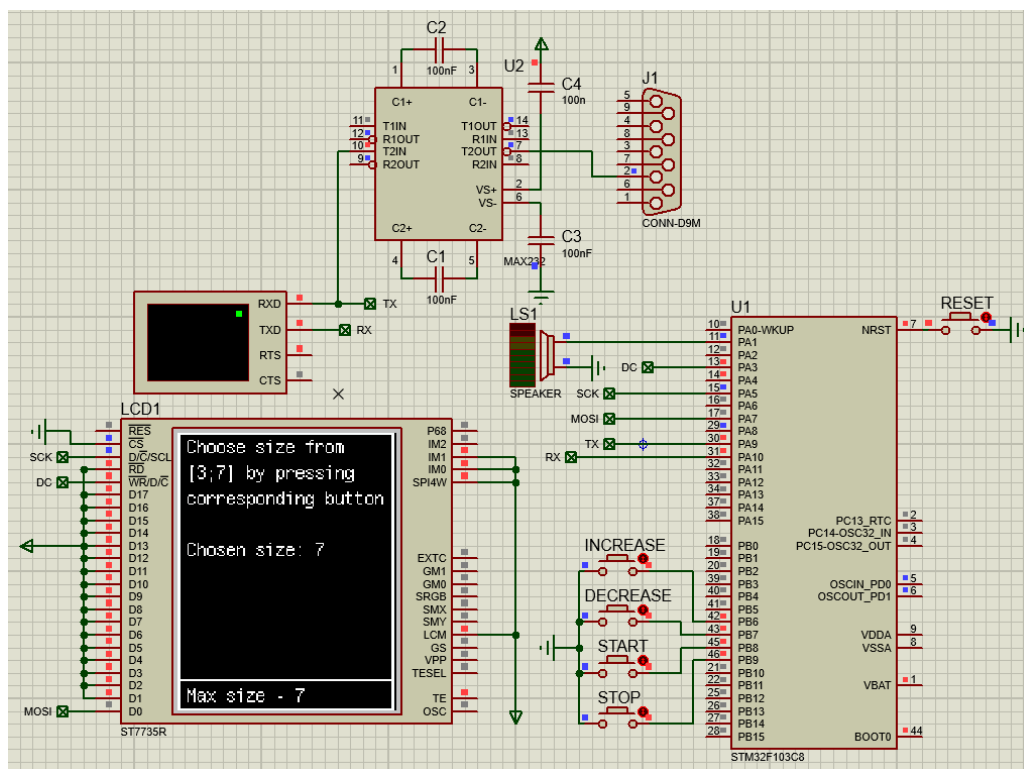 C2
1
3
100nF
U2
C1+
C1-
11
T1IN
T1OUT
14
12
R1OUT
R1IN
13
10
T2IN
T2OUT
7
9
R2OUT
R2IN
8
VS+
2
VS-
6
C2+
C2-
4
5
C1
100nF
MAX232
C4
100n
C3
100nF
J1
5
9
4
8
3
7
2
6
1
CONN-D9M
RXD
TXD
RTS
CTS
TX
RX
LS1
SPEAKER
DC
SCK
MOSI
TX
RX
RESET
LCD1
RES
CS
SCK
D/C/SCL
RD
DC
WR/D/C
D17
D16
D15
D14
D13
D12
D11
D10
D9
D8
D7
D6
D5
D4
D3
D2
D1
MOSI
D0
ST7735R
Choose size from
[3;7] by pressing
corresponding button
Chosen size: 7
Max size - 7
P68
IM2
IM1
IM0
SPI4W
EXTC
GM1
GM0
SRGB
SMX
SMY
LCM
GS
VPP
TESEL
TE
OSC
INCREASE
DECREASE
START
STOP
U1
10
PA0-WKUP
11
PA1
12
PA2
13
PA3
14
PA4
15
PA5
16
PA6
17
PA7
29
PA8
30
PA9
31
PA10
32
PA11
33
PA12
34
PA13
37
PA14
38
PA15
18
PB0
19
PB1
20
PB2
39
PB3
40
PB4
41
PB5
42
PB6
43
PB7
45
PB8
46
PB9
21
PB10
22
PB11
25
PB12
26
PB13
27
PB14
28
PB15
NRST
7
PC13_RTC
2
PC14-OSC32_IN
3
PC15-OSC32_OUT
4
OSCIN_PD0
5
OSCOUT_PD1
6
VDDA
9
VSSA
8
VBAT
1
BOOT0
44
STM32F103C8